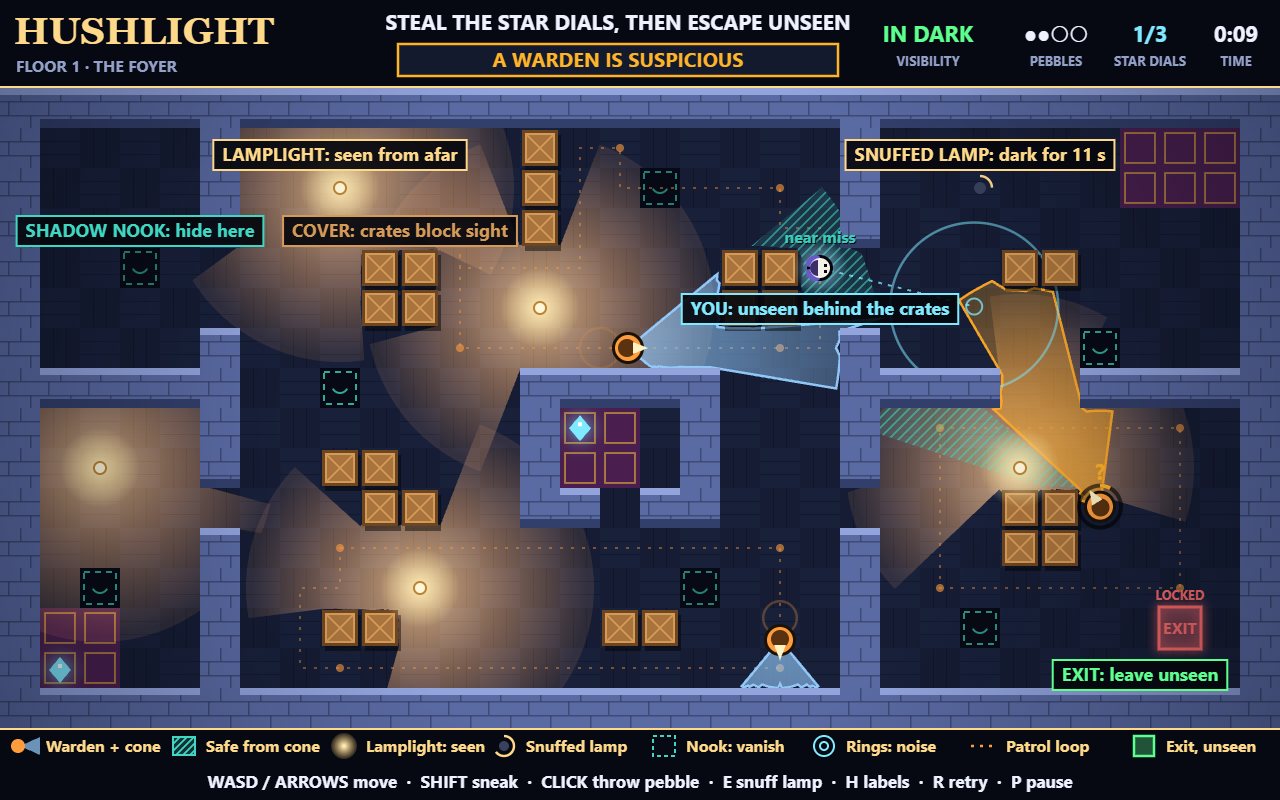 HUSHLIGHT
FLOOR 1 · THE FOYER
STEAL THE STAR DIALS, THEN ESCAPE UNSEEN
A WARDEN IS SUSPICIOUS
IN DARK
VISIBILITY
PEBBLES
1/3
STAR DIALS
0:09
TIME
LAMPLIGHT: seen from afar
SNUFFED LAMP: dark for 11 s
SHADOW NOOK: hide here
COVER: crates block sight
near miss
YOU: unseen behind the crates
?
LOCKED
EXIT
EXIT: leave unseen
Warden + cone
Safe from cone
Lamplight: seen
Snuffed lamp
Nook: vanish
Rings: noise
Patrol loop
Exit, unseen
WASD / ARROWS move · SHIFT sneak · CLICK throw pebble · E snuff lamp · H labels · R retry · P pause